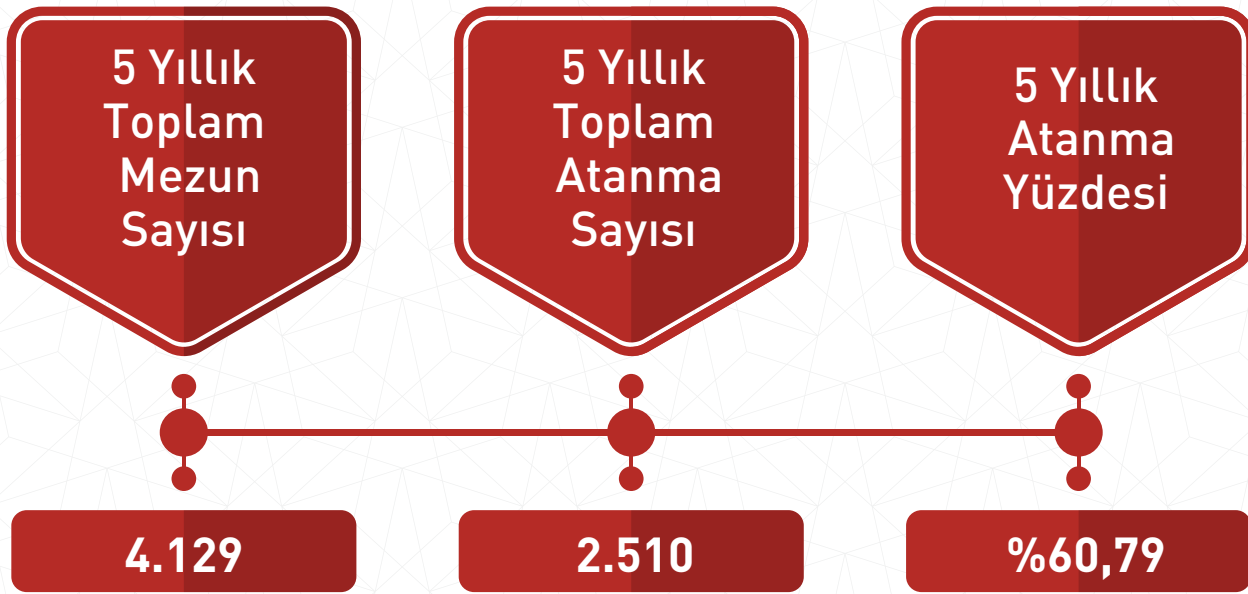 5 Yıllık
Toplam
Mezun
Sayısı
5 Yıllık
Toplam
Atanma
Sayısı
5 Yıllık
Atanma
Yüzdesi
4.129
2.510
%60,79